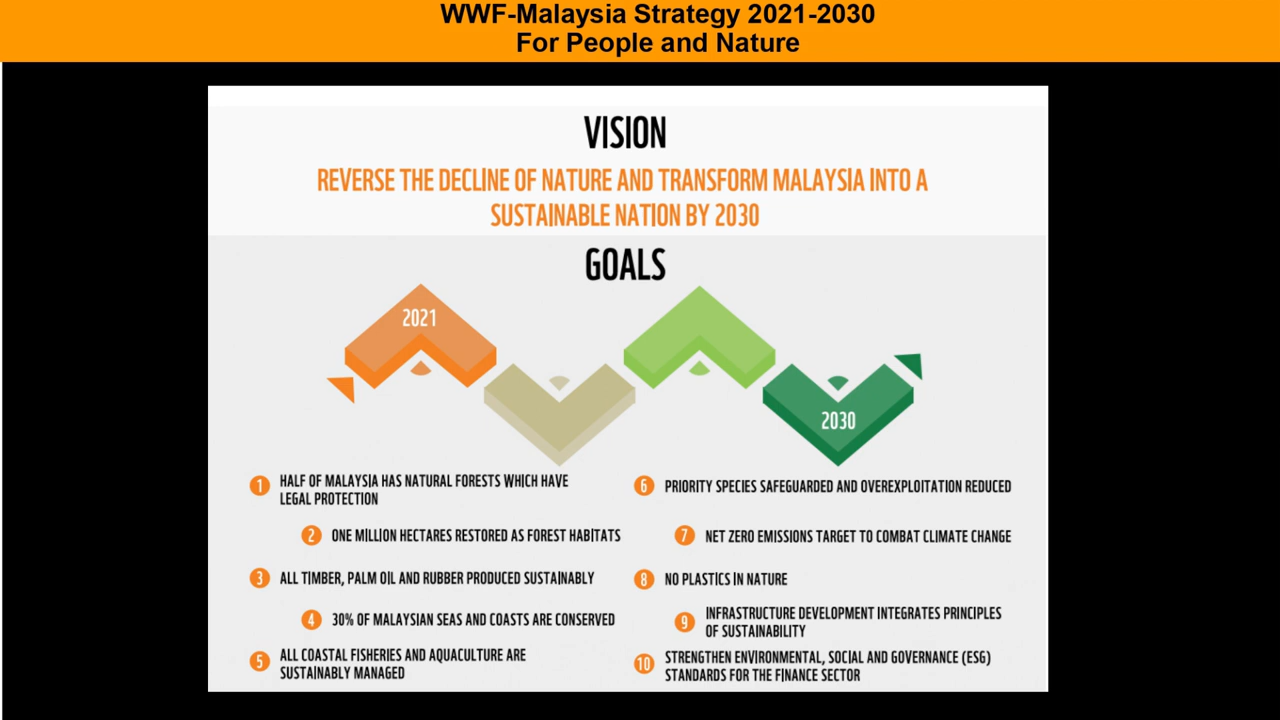 WWF-Malaysia Strategy 2021-2030
For People and Nature
VISION
REVERSE THE DECLINE OF NATURE AND TRANSFORM MALAYSIA INTO A
SUSTAINABLE NATION BY 2030
GOALS
2021
2030
1 HALF OF MALAYSIA HAS NATURAL FORESTS WHICH HAVE
LEGAL PROTECTION
2 ONE MILLION HECTARES RESTORED AS FOREST HABITATS
3 ALL TIMBER, PALM OIL AND RUBBER PRODUCED SUSTAINABLY
4 30% OF MALAYSIAN SEAS AND COASTS ARE CONSERVED
5 ALL COASTAL FISHERIES AND AQUACULTURE ARE
SUSTAINABLY MANAGED
6 PRIORITY SPECIES SAFEGUARDED AND OVEREXPLOITATION REDUCED
7 NET ZERO EMISSIONS TARGET TO COMBAT CLIMATE CHANGE
8 NO PLASTICS IN NATURE
9 INFRASTRUCTURE DEVELOPMENT INTEGRATES PRINCIPLES
OF SUSTAINABILITY
10 STRENGTHEN ENVIRONMENTAL, SOCIAL AND GOVERNANCE (ESG)
STANDARDS FOR THE FINANCE SECTOR